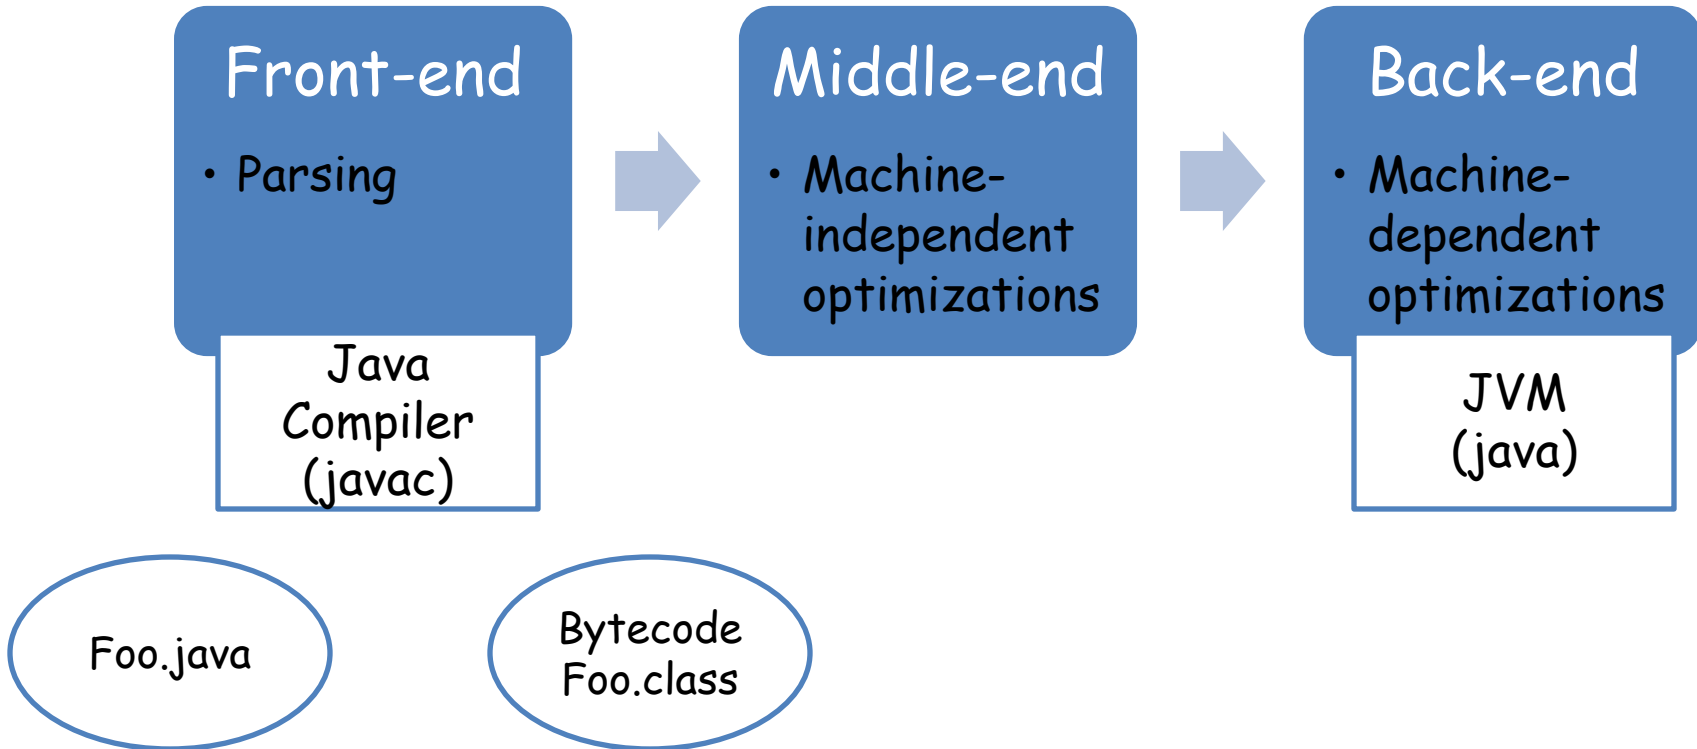 Front-end
• Parsing
Java
Compiler
(javac)
Middle-end
• Machine-
independent
optimizations
Back-end
• Machine-
dependent
optimizations
JVM
(java)
Foo.java
Bytecode
Foo.class